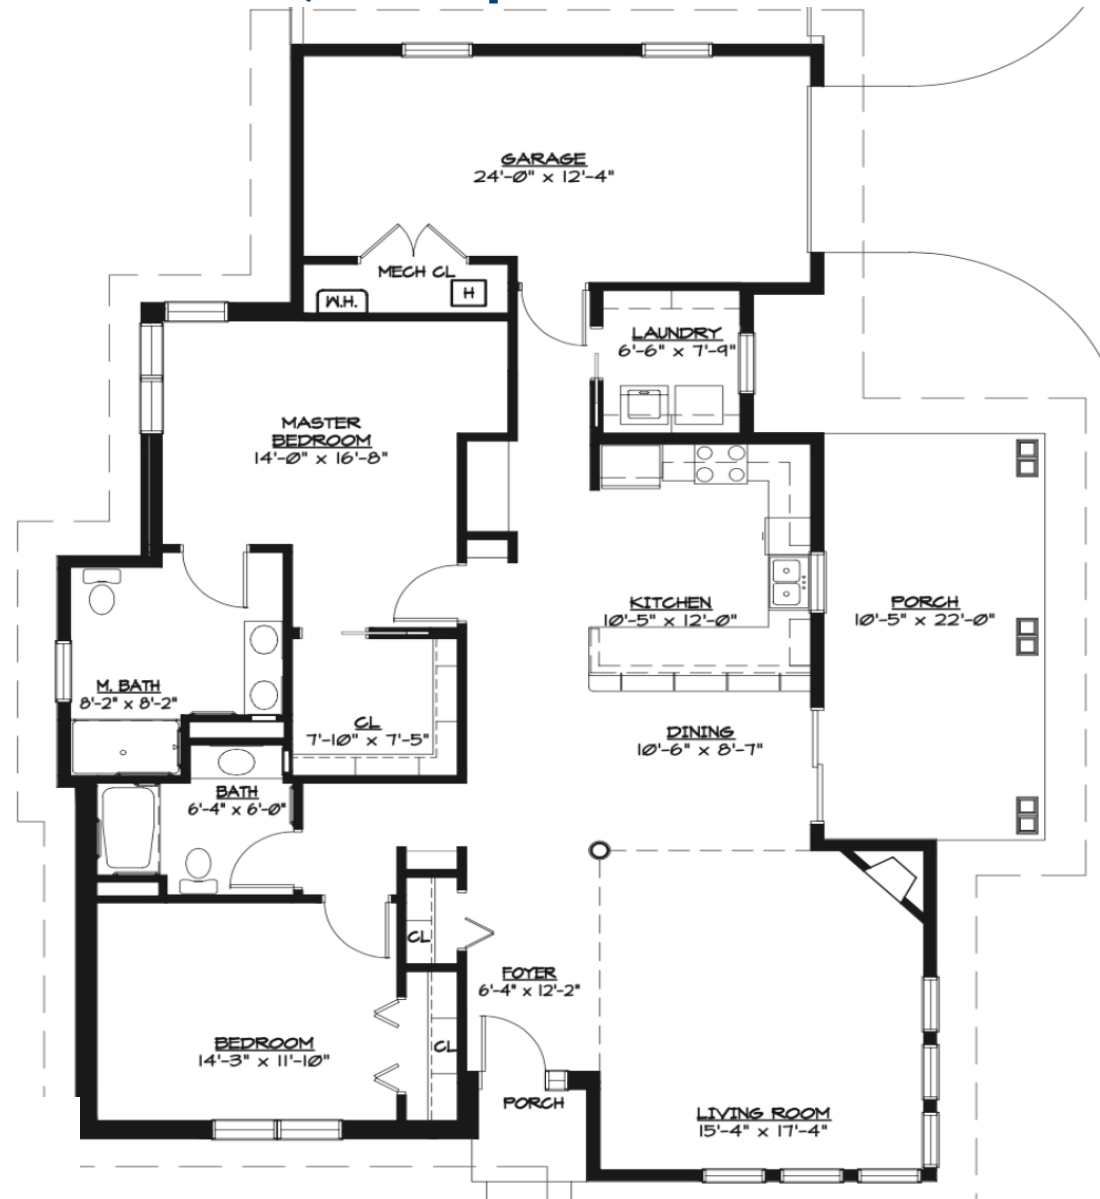 GARAGE
24'-0" x 12'-4"
MECH CL
W.H.
H
LAUNDRY
6'-6" x 7'-9"
MASTER
BEDROOM
14'-0" x 16'-8"
KITCHEN
10'-5" x 12'-0"
PORCH
10'-5" x 22'-0"
M. BATH
8'-2" x 8'-2"
CL
7'-10" x 7'-5"
DINING
10'-6" x 8'-7"
BATH
6'-4" x 6'-0"
CL
FOYER
6'-4" x 12'-2"
BEDROOM
14'-3" x 11'-10"
CL
PORCH
LIVING ROOM
15'-4" x 17'-4"